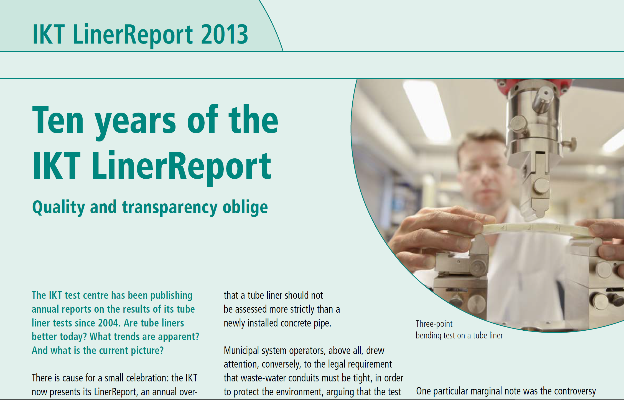 IKT LinerReport 2013
Ten years of the
IKT LinerReport
Quality and transparency oblige
The IKT test centre has been publishing
annual reports on the results of its tube
liner tests since 2004. Are tube liners
better today? What trends are apparent?
And what is the current picture?
There is cause for a small celebration: the IKT
now presents its LinerReport, an annual over-
that a tube liner should not
be assessed more strictly than a
newly installed concrete pipe.
Municipal system operators, above all, drew
attention, conversely, to the legal requirement
that waste-water conduits must be tight, in order
to protect the environment, arguing that the test
Three-point
bending test on a tube liner
One particular marginal note was the controversy